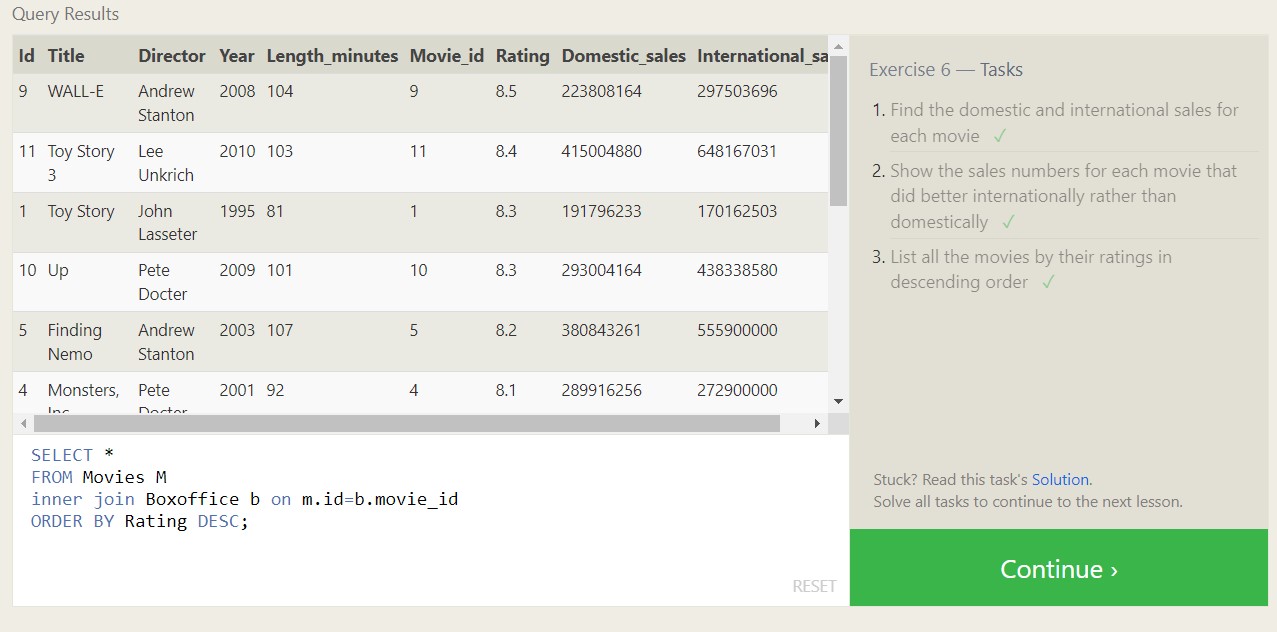 Query Results
Id Title Director Year Length_minutes Movie_id Rating Domestic_sales International_sa
9 WALL-E Andrew 2008 104 9 8.5 223808164 297503696
Stanton
11 Toy Story Lee 2010 103 11 8.4 415004880 648167031
3 Unkrich
1 Toy Story John 1995 81 1 8.3 191796233 170162503
Lasseter
10 Up Pete 2009 101 10 8.3 293004164 438338580
Docter
5 Finding Andrew 2003 107 5 8.2 380843261 555900000
Nemo Stanton
4 Monsters, Pete 2001 92 4 8.1 289916256 272900000
Inc. Docter
SELECT *
FROM Movies M
inner join Boxoffice b on m.id=b.movie_id
ORDER BY Rating DESC;
RESET
Exercise 6 — Tasks
1. Find the domestic and international sales for
each movie ✓
2. Show the sales numbers for each movie that
did better internationally rather than
domestically ✓
3. List all the movies by their ratings in
descending order ✓
Stuck? Read this task's Solution.
Solve all tasks to continue to the next lesson.
Continue ›